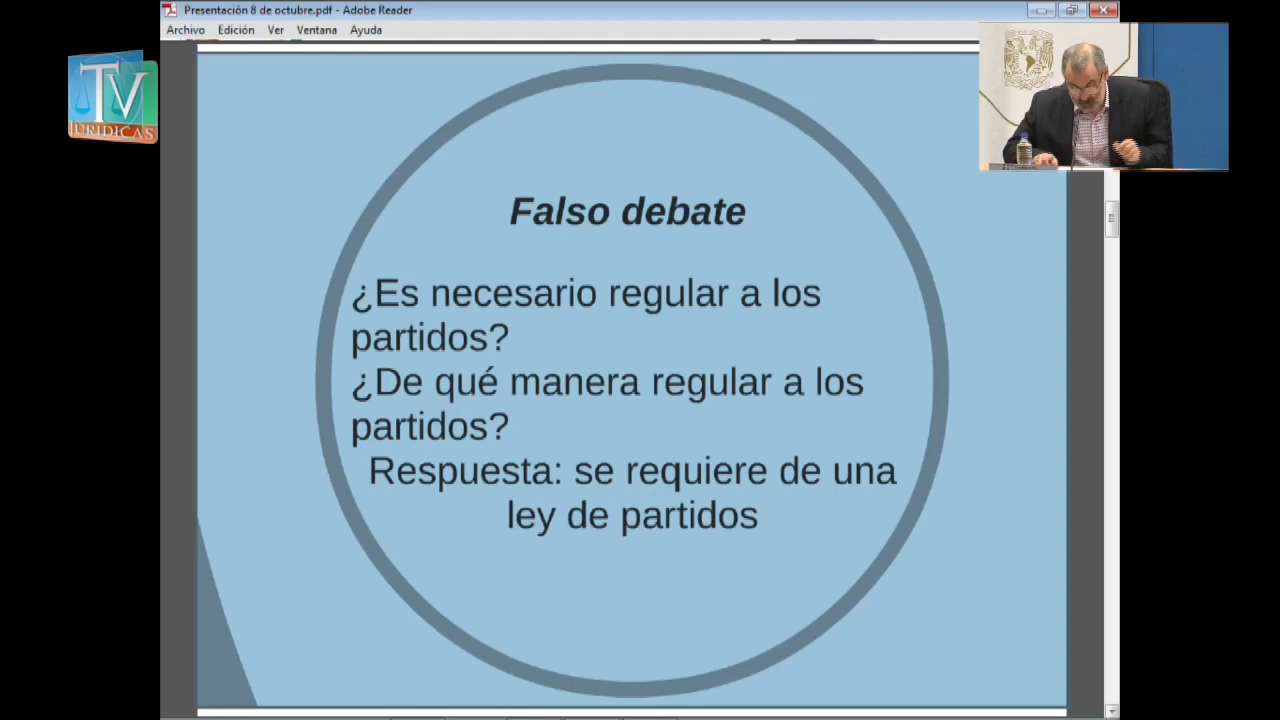 Presentación 8 de octubre.pdf - Adobe Reader
Archivo Edición Ver Ventana Ayuda
TV
JURIDICAS
Falso debate
¿Es necesario regular a los
partidos?
¿De qué manera regular a los
partidos?
Respuesta: se requiere de una
ley de partidos